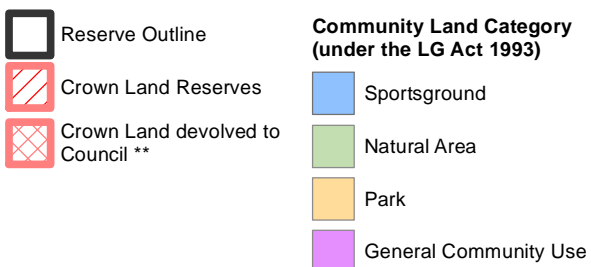 Reserve Outline
Crown Land Reserves
Crown Land devolved to
Council **
Community Land Category
(under the LG Act 1993)
Sportsground
Natural Area
Park
General Community Use